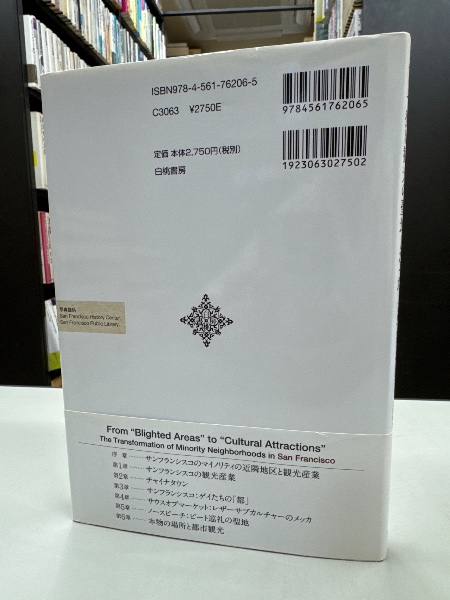 ISBN978-4-561-76206-5
C3063 ¥2750E
定価 本体2,750円(税別)
白桃書房
9784561762065
1923063027502
写真提供
San Francisco History Center,
San Francisco Public Library
From “Blighted Areas” to “Cultural Attractions”
The Transformation of Minority Neighborhoods in San Francisco
序 章――サンフランシスコのマイノリティの近隣地区と観光産業
第1章――サンフランシスコの観光産業
第2章――チャイナタウン
第3章――サンフランシスコ:ゲイたちの「都」
第4章――サウスオブマーケット:レザーサブカルチャーのメッカ
第5章――ノースビーチ:ビート巡礼の聖地
第6章――本物の場所と都市観光